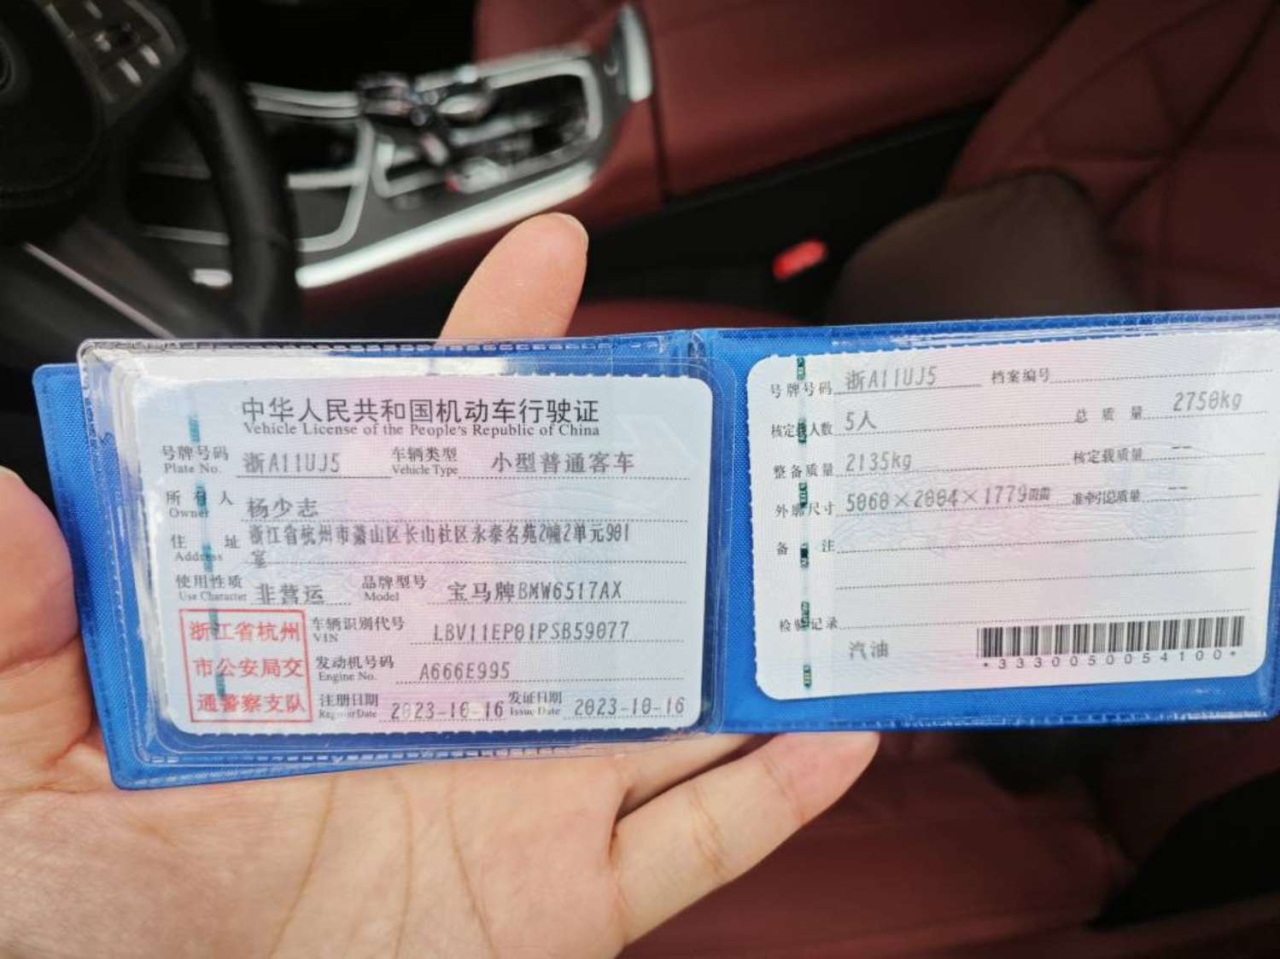 中华人民共和国机动车行驶证
Vehicle License of the People's Republic of China
号牌号码 浙A11UJ5 车辆类型 小型普通客车
Plate No. Vehicle Type
所有人 杨少志
Owner
住址 浙江省杭州市萧山区长山社区永泰名苑2幢2单元901
室
Address
使用性质 非营运 品牌型号 宝马牌BMW6517AX
Use Character Model
浙江省杭州
市公安局交
通警察支队
车辆识别代号 LBV11EP01PSB59077
VIN
发动机号码 A666E995
Engine No.
注册日期 2023-10-16 发证日期 2023-10-16
Register Date Issue Date
号牌号码 浙A11UJ5 档案编号
核定载人数 5人 总质量 2750kg
整备质量 2135kg 核定载质量 --
外廓尺寸 5060×2004×1779mm 准牵引总质量 --
备注
检验记录
汽油
*3330050054100*